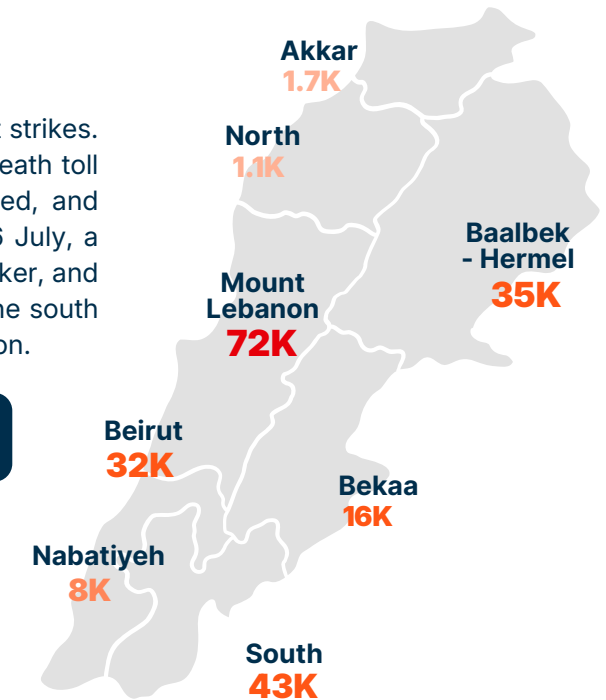 Akkar
1.7K
strikes.
North
1.1K
eath toll
ed, and
July, a
Baalbek
- Hermel
35K
ker, and
Mount
Lebanon
72K
ne south
on.
Beirut
32K
Bekaa
16K
Nabatiyeh
8K
South
43K